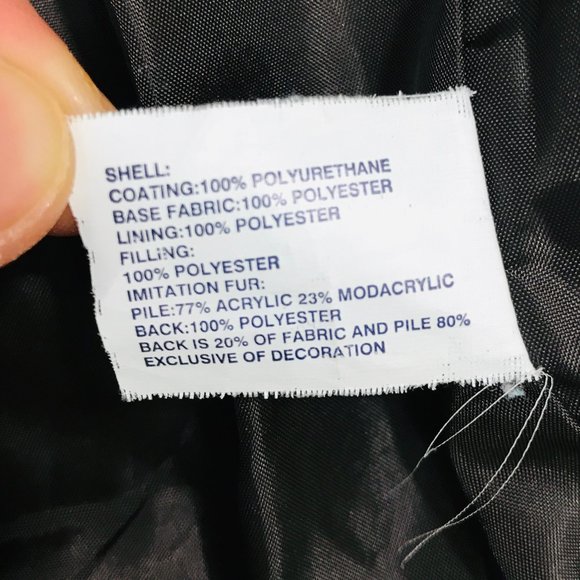 SHELL:
COATING:100% POLYURETHANE
BASE FABRIC:100% POLYESTER
LINING:100% POLYESTER
FILLING:
100% POLYESTER
IMITATION FUR:
PILE:77% ACRYLIC 23% MODACRYLIC
BACK:100% POLYESTER
BACK IS 20% OF FABRIC AND PILE 80%
EXCLUSIVE OF DECORATION